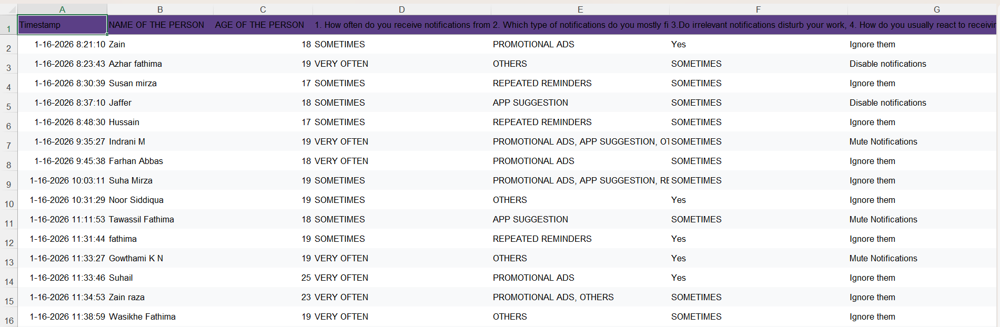 A B C D E F G
1 Timestamp NAME OF THE PERSON AGE OF THE PERSON 1. How often do you receive notifications from 2. Which type of notifications do you mostly fi 3.Do irrelevant notifications disturb your work, 4. How do you usually react to receivin
2 1-16-2026 8:21:10 Zain 18 SOMETIMES PROMOTIONAL ADS Yes Ignore them
3 1-16-2026 8:23:43 Azhar fathima 19 VERY OFTEN OTHERS SOMETIMES Disable notifications
4 1-16-2026 8:30:39 Susan mirza 17 SOMETIMES REPEATED REMINDERS SOMETIMES Ignore them
5 1-16-2026 8:37:10 Jaffer 18 SOMETIMES APP SUGGESTION SOMETIMES Disable notifications
6 1-16-2026 8:48:30 Hussain 17 SOMETIMES REPEATED REMINDERS SOMETIMES Ignore them
7 1-16-2026 9:35:27 Indrani M 19 VERY OFTEN PROMOTIONAL ADS, APP SUGGESTION, OT SOMETIMES Mute Notifications
8 1-16-2026 9:45:38 Farhan Abbas 18 VERY OFTEN PROMOTIONAL ADS SOMETIMES Ignore them
9 1-16-2026 10:03:11 Suha Mirza 19 SOMETIMES PROMOTIONAL ADS, APP SUGGESTION, RE SOMETIMES Ignore them
10 1-16-2026 10:31:29 Noor Siddiqua 19 SOMETIMES OTHERS Yes Ignore them
11 1-16-2026 11:11:53 Tawassil Fathima 18 SOMETIMES APP SUGGESTION SOMETIMES Mute Notifications
12 1-16-2026 11:31:44 fathima 19 SOMETIMES REPEATED REMINDERS Yes Ignore them
13 1-16-2026 11:33:27 Gowthami K N 19 VERY OFTEN OTHERS Yes Mute Notifications
14 1-16-2026 11:33:46 Suhail 25 VERY OFTEN PROMOTIONAL ADS Yes Ignore them
15 1-16-2026 11:34:53 Zain raza 23 VERY OFTEN PROMOTIONAL ADS, OTHERS SOMETIMES Ignore them
16 1-16-2026 11:38:59 Wasikhe Fathima 19 VERY OFTEN OTHERS SOMETIMES Ignore them